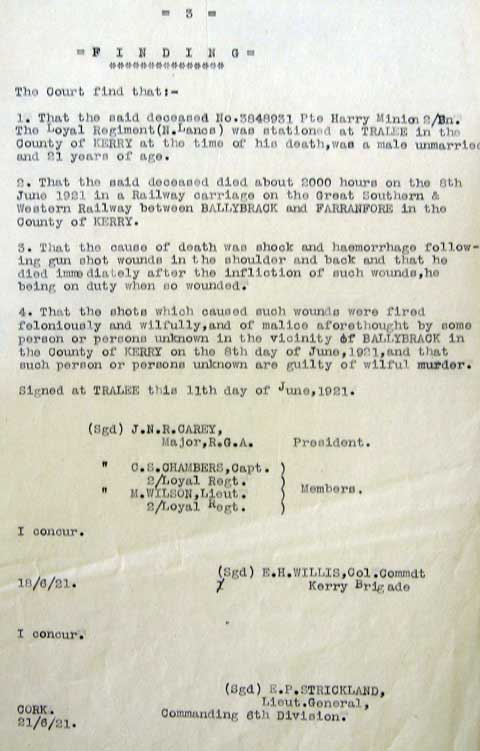 = 3 =
= F I N D I N G =
**************
The Court find that:-
1. That the said deceased No.3848931 Pte Harry Minion 2/Bn.
The Loyal Regiment(N.Lancs) was stationed at TRALEE in the
County of KERRY at the time of his death,was a male unmarried
and 21 years of age.
2. That the said deceased died about 2000 hours on the 8th
June 1921 in a Railway carriage on the Great Southern &
Western Railway between BALLYBRACK and FARRANFORE in the
County of KERRY.
3. That the cause of death was shock and haemorrhage follow-
ing gun shot wounds in the shoulder and back and that he
died immediately after the infliction of such wounds,he
being on duty when so wounded.
4. That the shots which caused such wounds were fired
feloniously and wilfully,and of malice aforethought by some
person or persons unknown in the vicinity of BALLYBRACK in
the County of KERRY on the 8th day of June,1921,and that
such person or persons unknown are guilty of wilful murder.
Signed at TRALEE this 11th day of June,1921.
(Sgd) J.N.R.CAREY,
Major,R.G.A. President.
" C.S.CHAMBERS,Capt. )
2/Loyal Regt. )
" M.WILSON,Lieut. ) Members.
2/Loyal Regt. )
I concur.
(Sgd) E.H.WILLIS,Col.Commdt
18/6/21. Kerry Brigade
I concur.
(Sgd) E.P.STRICKLAND,
Lieut.General,
CORK. Commanding 6th Division.
21/6/21.